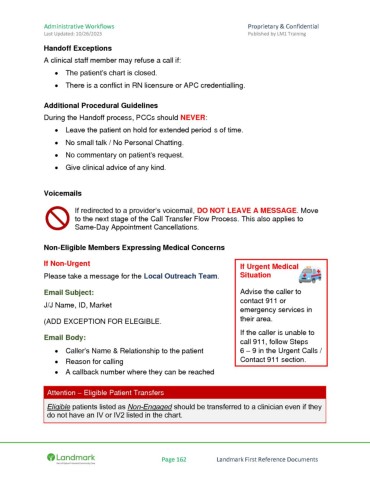 Administrative Workflows Proprietary & Confidential
Last Updated: 10/26/2023 Published by LM1 Training
Handoff Exceptions
A clinical staff member may refuse a call if:
• The patient's chart is closed.
• There is a conflict in RN licensure or APC credentialling.
Additional Procedural Guidelines
During the Handoff process, PCCs should NEVER:
• Leave the patient on hold for extended period s of time.
• No small talk / No Personal Chatting.
• No commentary on patient's request.
• Give clinical advice of any kind.
Voicemails
If redirected to a provider's voicemail, DO NOT LEAVE A MESSAGE. Move
to the next stage of the Call Transfer Flow Process. This also applies to
Same-Day Appointment Cancellations.
Non-Eligible Members Expressing Medical Concerns
If Non-Urgent
Please take a message for the Local Outreach Team.
Email Subject:
J/J Name, ID, Market
(ADD EXCEPTION FOR ELEGIBLE.
Email Body:
• Caller's Name & Relationship to the patient
• Reason for calling
• A callback number where they can be reached
If Urgent Medical
Situation
Advise the caller to
contact 911 or
emergency services in
their area.
If the caller is unable to
call 911, follow Steps
6 – 9 in the Urgent Calls /
Contact 911 section.
Attention – Eligible Patient Transfers
Eligible patients listed as Non-Engaged should be transferred to a clinician even if they
do not have an IV or IV2 listed in the chart.
Landmark Page 162 Landmark First Reference Documents